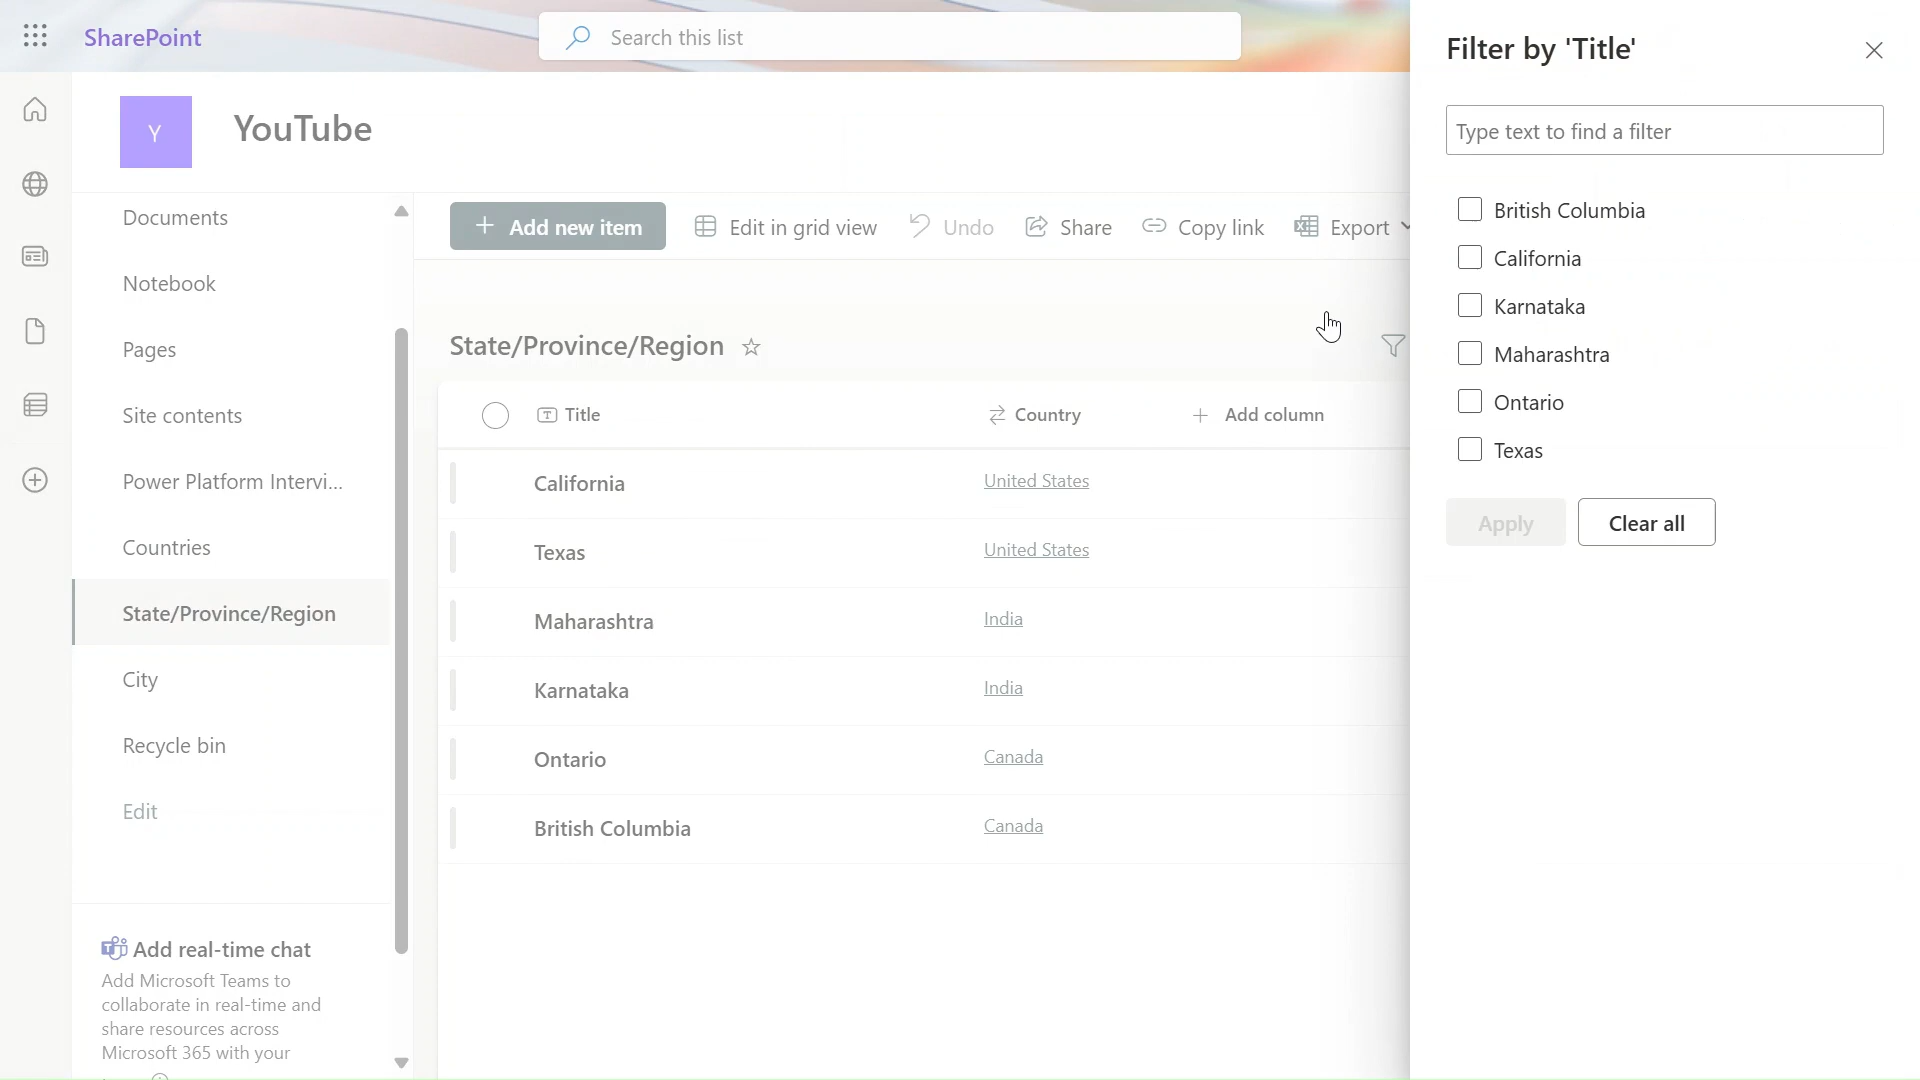 SharePoint
Search this list
Y
YouTube
Documents
Notebook
Pages
Site contents
Power Platform Intervi...
Countries
State/Province/Region
City
Recycle bin
Edit
Add real-time chat
Add Microsoft Teams to
collaborate in real-time and
share resources across
Microsoft 365 with your
+ Add new item
Edit in grid view
Undo
Share
Copy link
Export
State/Province/Region
Title Country + Add column
California United States
Texas United States
Maharashtra India
Karnataka India
Ontario Canada
British Columbia Canada
Filter by 'Title'
Type text to find a filter
British Columbia
California
Karnataka
Maharashtra
Ontario
Texas
Apply Clear all